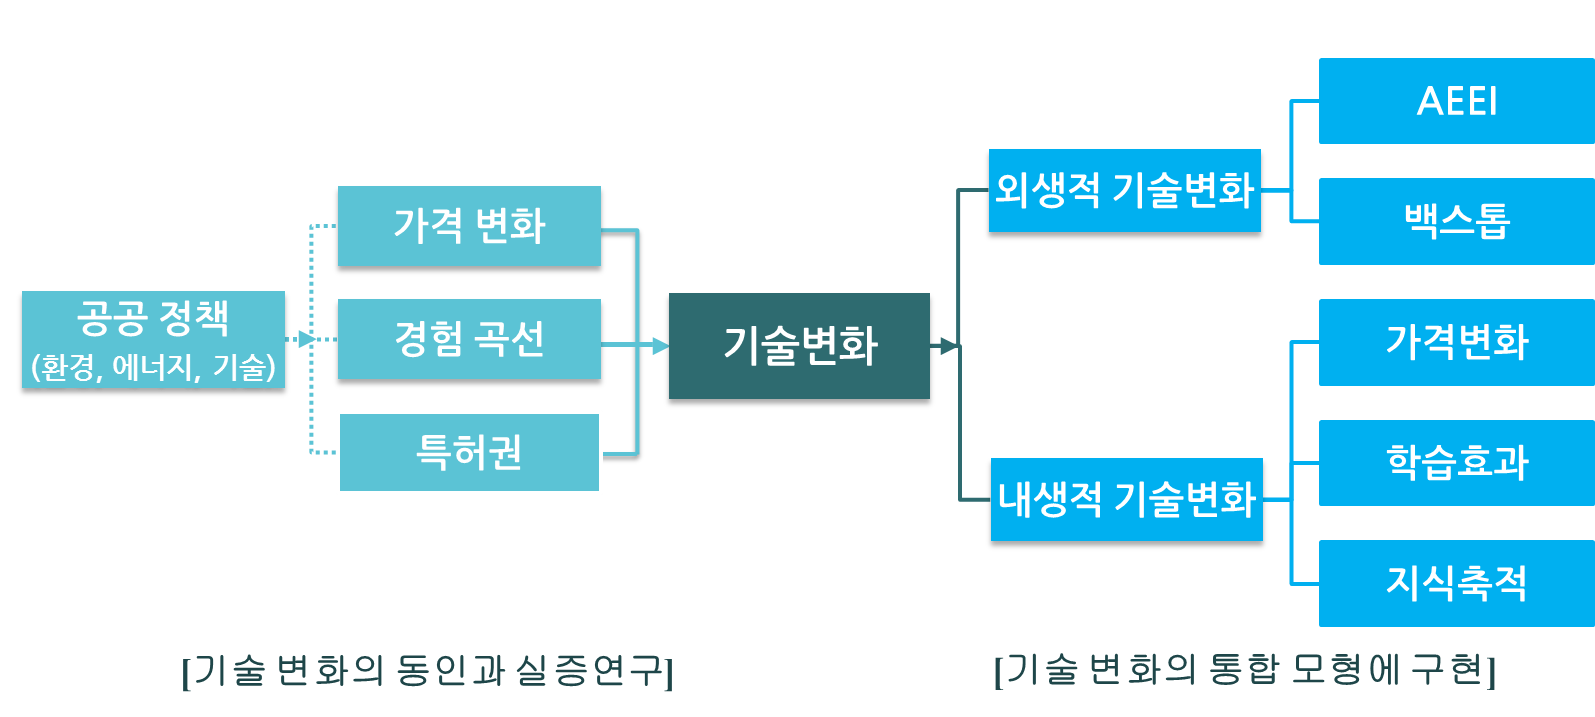 공공 정책
(환경, 에너지, 기술)
가격 변화
경험 곡선
특허권
기술변화
외생적 기술변화
AEEI
백스톱
내생적 기술변화
가격변화
학습효과
지식축적
[기술 변화의 동인과 실증연구]
[기술 변화의 통합 모형에 구현]